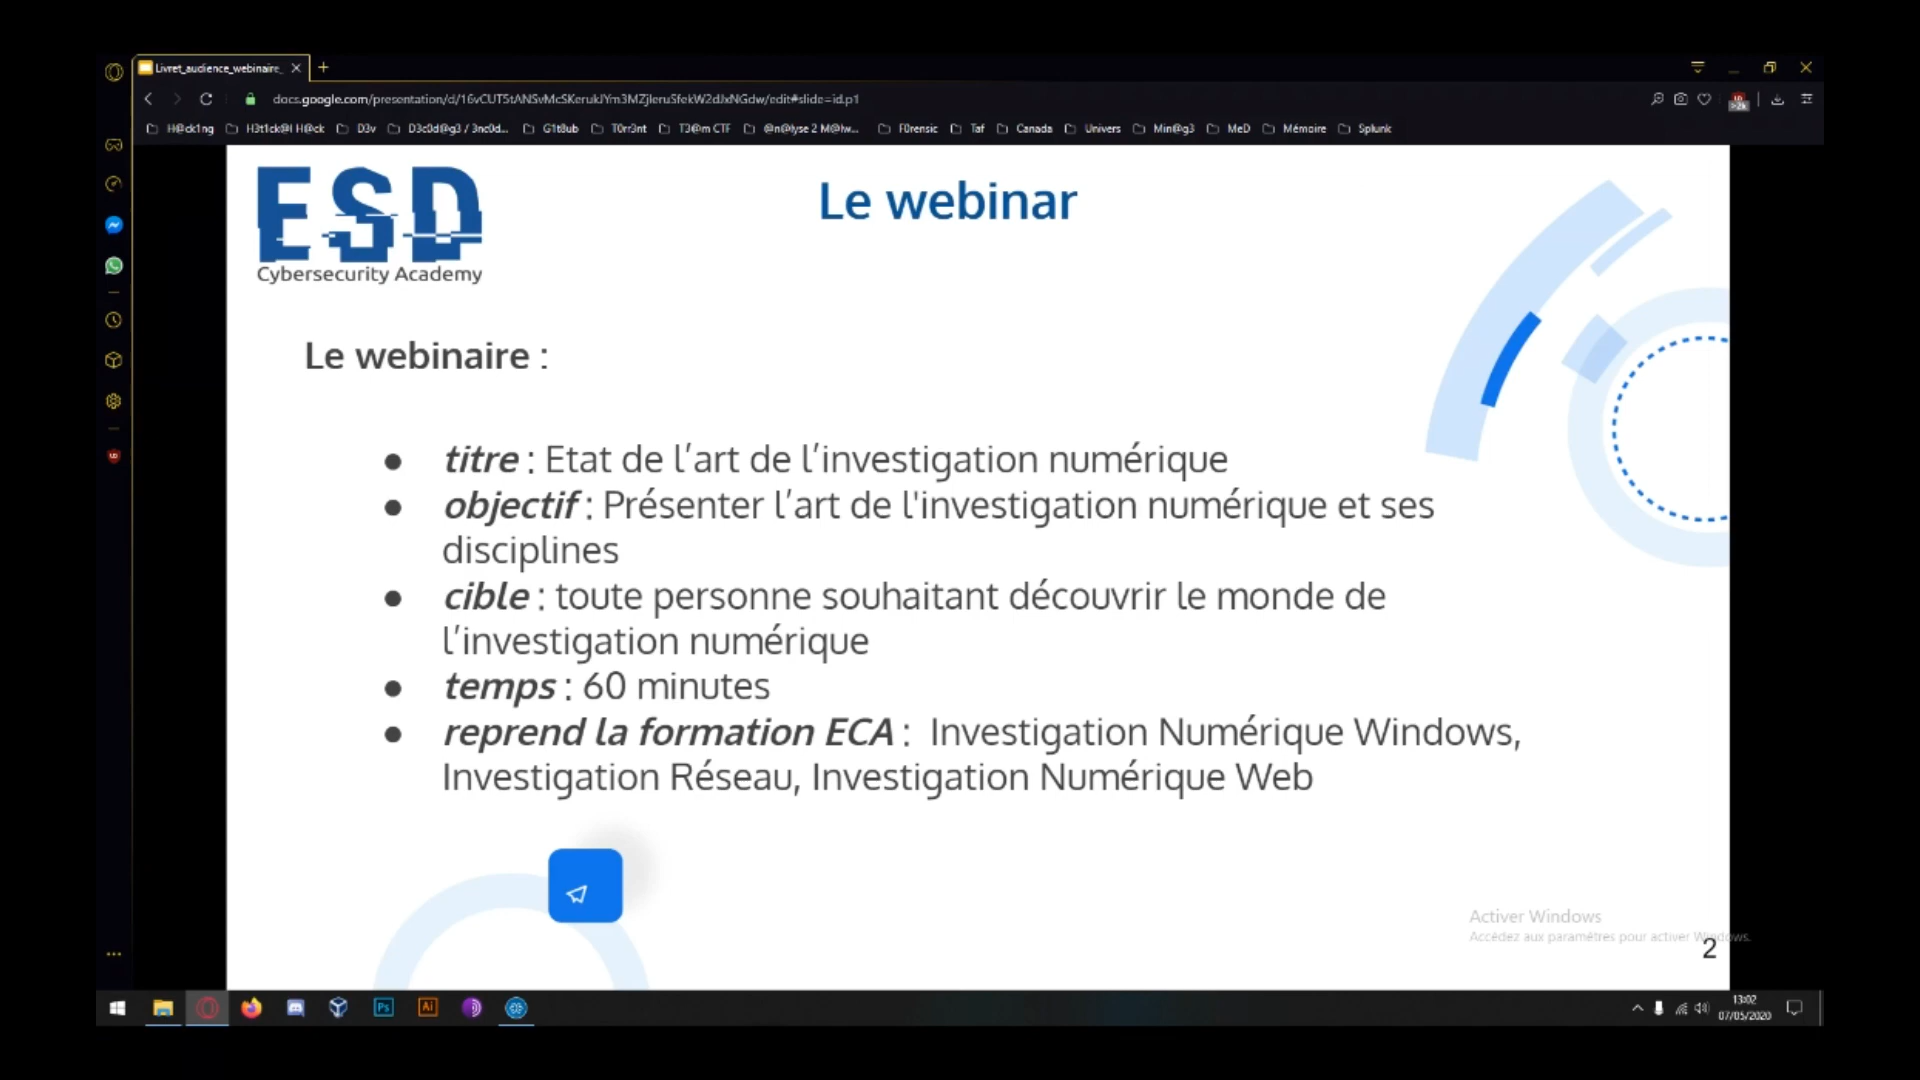 Livret_audience_webinaire_
docs.google.com/presentation/d/16vCUT5tANSvMcSKerukJYm3MZjleruSfekW2dJxNGdw/edit#slide=id.p1
H@ck1ng H3t1ck@l H@ck D3v D3c0d@g3 / 3nc0d... G1t8ub T0rr3nt T3@m CTF @n@lyse 2 M@lw... F0rensic Taf Canada Univers Min@g3 MeD Mémoire Splunk
ESD
Cybersecurity Academy
Le webinar
Le webinaire :
● titre : Etat de l’art de l’investigation numérique
● objectif : Présenter l’art de l'investigation numérique et ses
disciplines
● cible : toute personne souhaitant découvrir le monde de
l’investigation numérique
● temps : 60 minutes
● reprend la formation ECA : Investigation Numérique Windows,
Investigation Réseau, Investigation Numérique Web
Activer Windows
Accédez aux paramètres pour activer Windows.
2
Ps Ai
13:02
07/05/2020